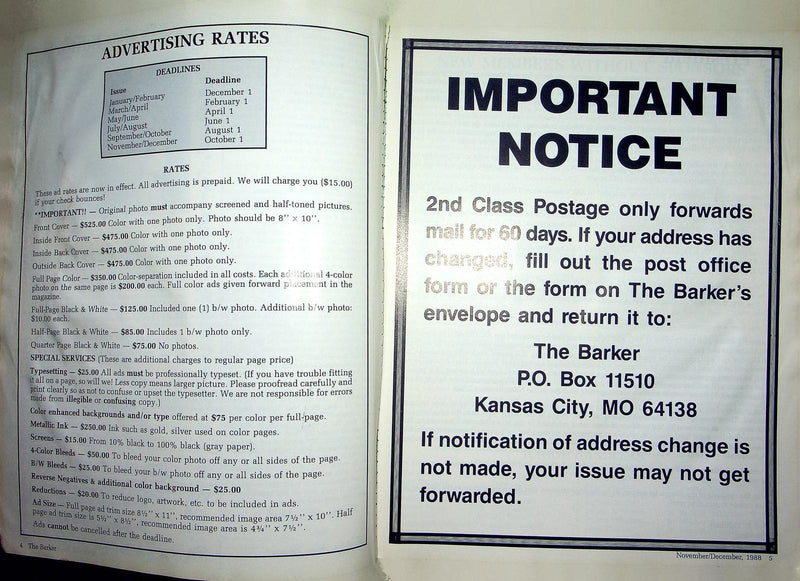 ADVERTISING RATES
DEADLINES
Issue Deadline
January/February December 1
March/April February 1
May/June April 1
July/August June 1
September/October August 1
November/December October 1
RATES
These ad rates are now in effect. All advertising is prepaid. We will charge you ($15.00)
if your check bounces!
**IMPORTANT!! — Original photo must accompany screened and half-toned pictures.
Front Cover — $525.00 Color with one photo only. Photo should be 8" x 10".
Inside Front Cover — $475.00 Color with one photo only.
Inside Back Cover — $475.00 Color with one photo only.
Outside Back Cover — $475.00 Color with one photo only.
Full Page Color — $350.00 Color-separation included in all costs. Each additional 4-color
photo on the same page is $200.00 each. Full color ads given forward placement in the
magazine.
Full-Page Black & White — $125.00 Included one (1) b/w photo. Additional b/w photo:
$10.00 each.
Half-Page Black & White — $85.00 Includes 1 b/w photo only.
Quarter Page Black & White — $75.00 No photos.
SPECIAL SERVICES (These are additional charges to regular page price)
Typesetting — $25.00 All ads must be professionally typeset. (If you have trouble fitting
it all on a page, so will we! Less copy means larger picture. Please proofread carefully and
print clearly so as not to confuse or upset the typesetter. We are not responsible for errors
made from illegible or confusing copy.)
Color enhanced backgrounds and/or type offered at $75 per color per full-page.
Metallic Ink — $250.00 Ink such as gold, silver used on color pages.
Screens — $15.00 From 10% black to 100% black (gray paper).
4-Color Bleeds — $50.00 To bleed your color photo off any or all sides of the page.
B/W Bleeds — $25.00 To bleed your b/w photo off any or all sides of the page.
Reverse Negatives & additional color background — $25.00
Reductions — $20.00 To reduce logo, artwork, etc. to be included in ads.
Ad Size — Full page ad trim size 8½" x 11", recommended image area 7½" x 10". Half
page ad trim size is 5½" x 8½", recommended image area is 4¾" x 7½".
Ads cannot be cancelled after the deadline.
4 The Barker
IMPORTANT
NOTICE
2nd Class Postage only forwards
mail for 60 days. If your address has
changed, fill out the post office
form or the form on The Barker's
envelope and return it to:
The Barker
P.O. Box 11510
Kansas City, MO 64138
If notification of address change is
not made, your issue may not get
forwarded.
November/December, 1988 5